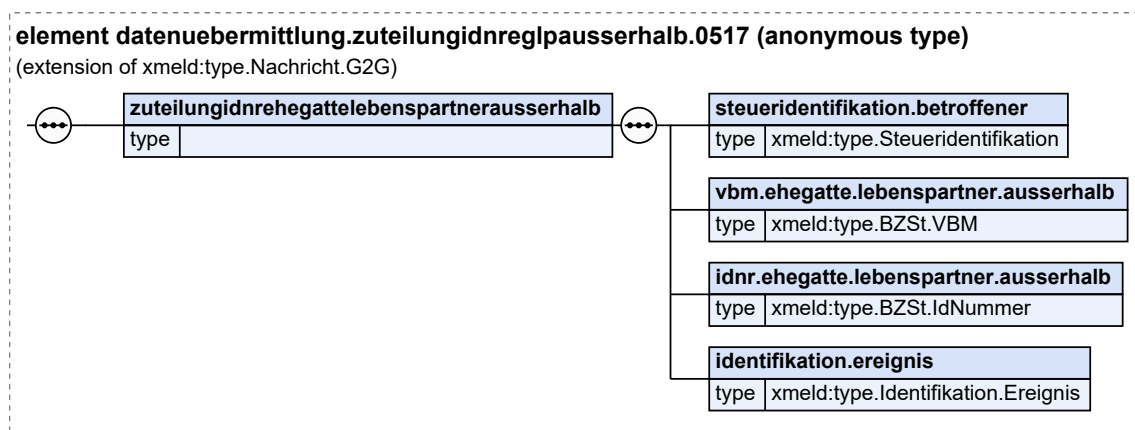 element datenuebermittlung.zuteilungidnreglpausserhalb.0517 (anonymous type)
(extension of xmeld:type.Nachricht.G2G)
zuteilungidnrehegattelebenspartnerausserhalb
type
steueridentifikation.betroffener
type xmeld:type.Steueridentifikation
vbm.ehegatte.lebenspartner.ausserhalb
type xmeld:type.BZSt.VBM
idnr.ehegatte.lebenspartner.ausserhalb
type xmeld:type.BZSt.IdNummer
identifikation.ereignis
type xmeld:type.Identifikation.Ereignis